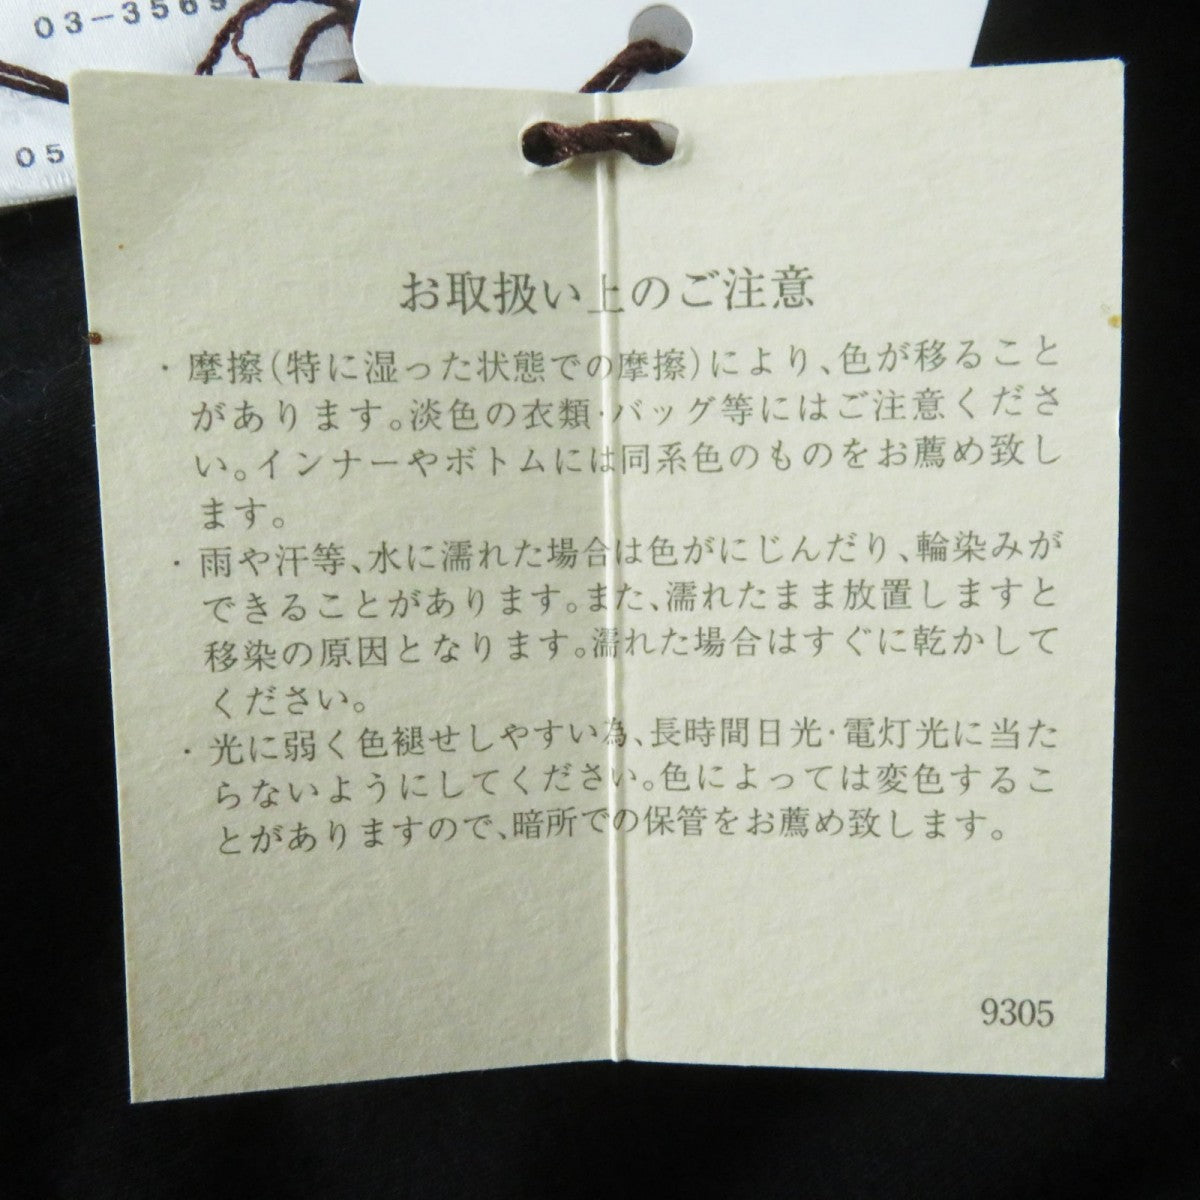 03-3569
05
お取扱い上のご注意
・摩擦(特に湿った状態での摩擦)により、色が移ること
があります。淡色の衣類・バッグ等にはご注意くださ
い。インナーやボトムには同系色のものをお薦め致し
ます。
・雨や汗等、水に濡れた場合は色がにじんだり、輪染みが
できることがあります。また、濡れたまま放置しますと
移染の原因となります。濡れた場合はすぐに乾かして
ください。
・光に弱く色褪せしやすい為、長時間日光・電灯光に当た
らないようにしてください。色によっては変色するこ
とがありますので、暗所での保管をお薦め致します。
9305